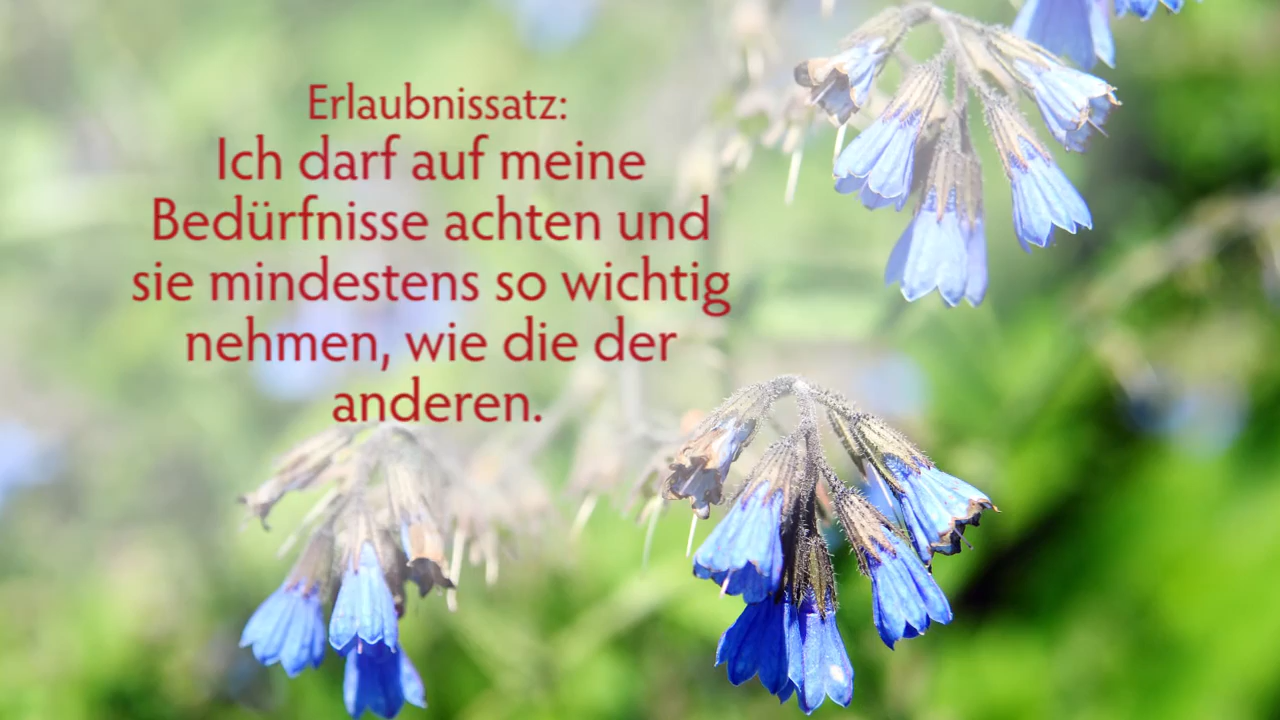 Erlaubnissatz:
Ich darf auf meine
Bedürfnisse achten und
sie mindestens so wichtig
nehmen, wie die der
anderen.